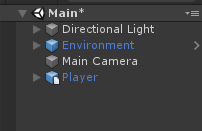 Main*
Directional Light
Environment
Main Camera
Player